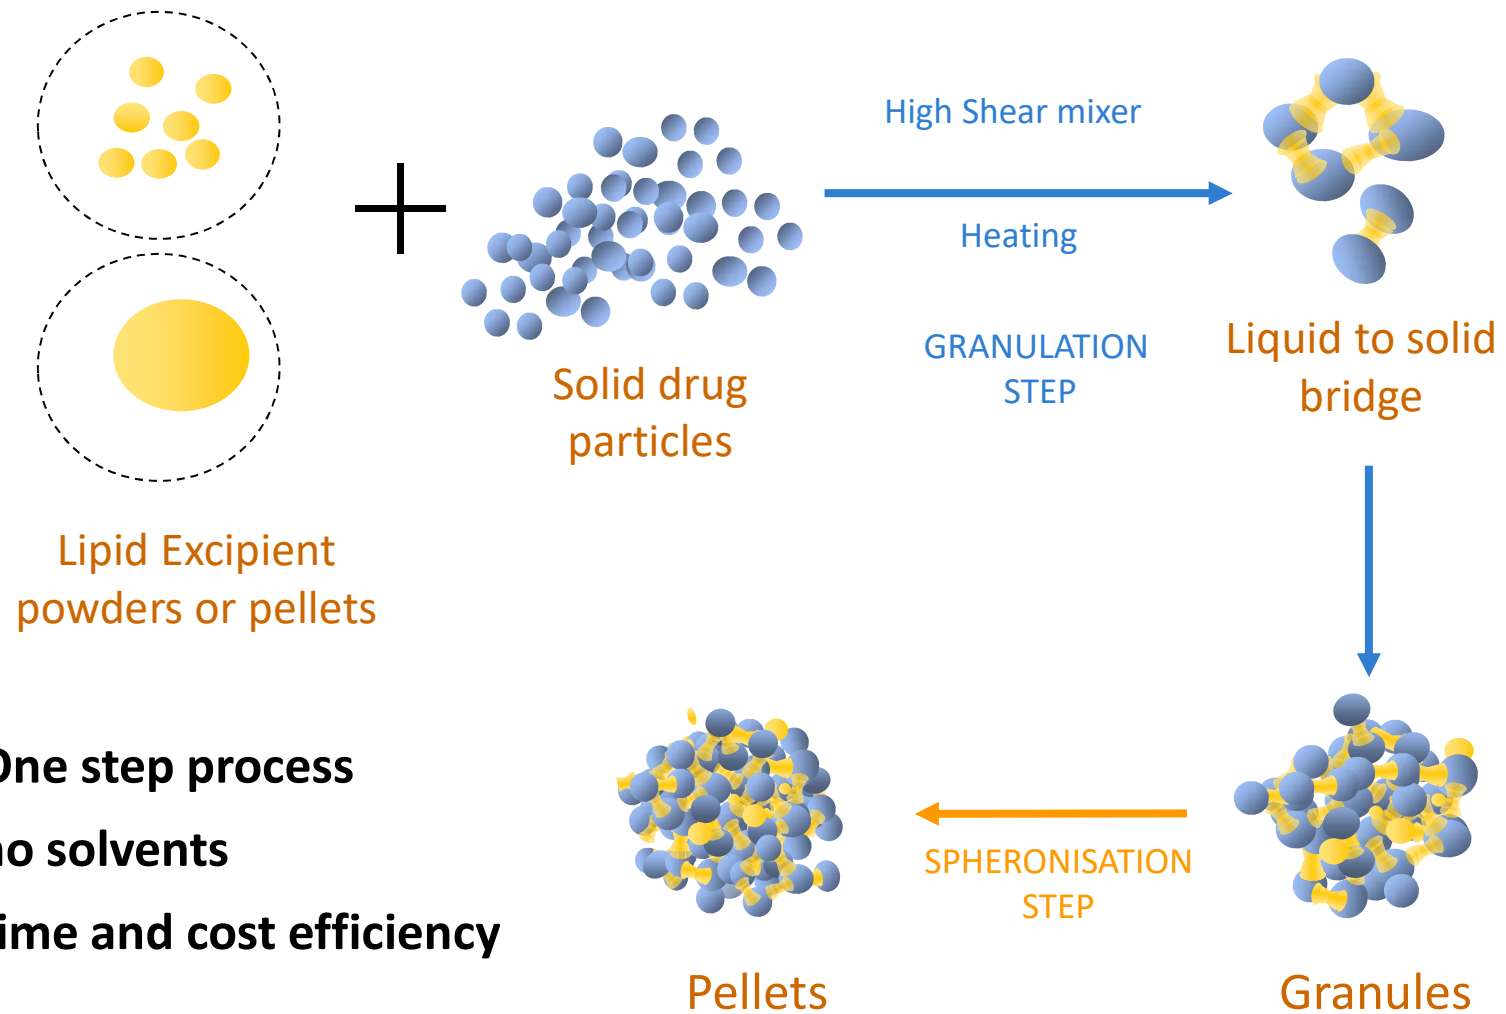 High Shear mixer
Heating
GRANULATION
STEP
Liquid to solid
bridge
Solid drug
particles
Lipid Excipient
powders or pellets
One step process
no solvents
ime and cost efficiency
SPHERONISATION
STEP
Pellets
Granules